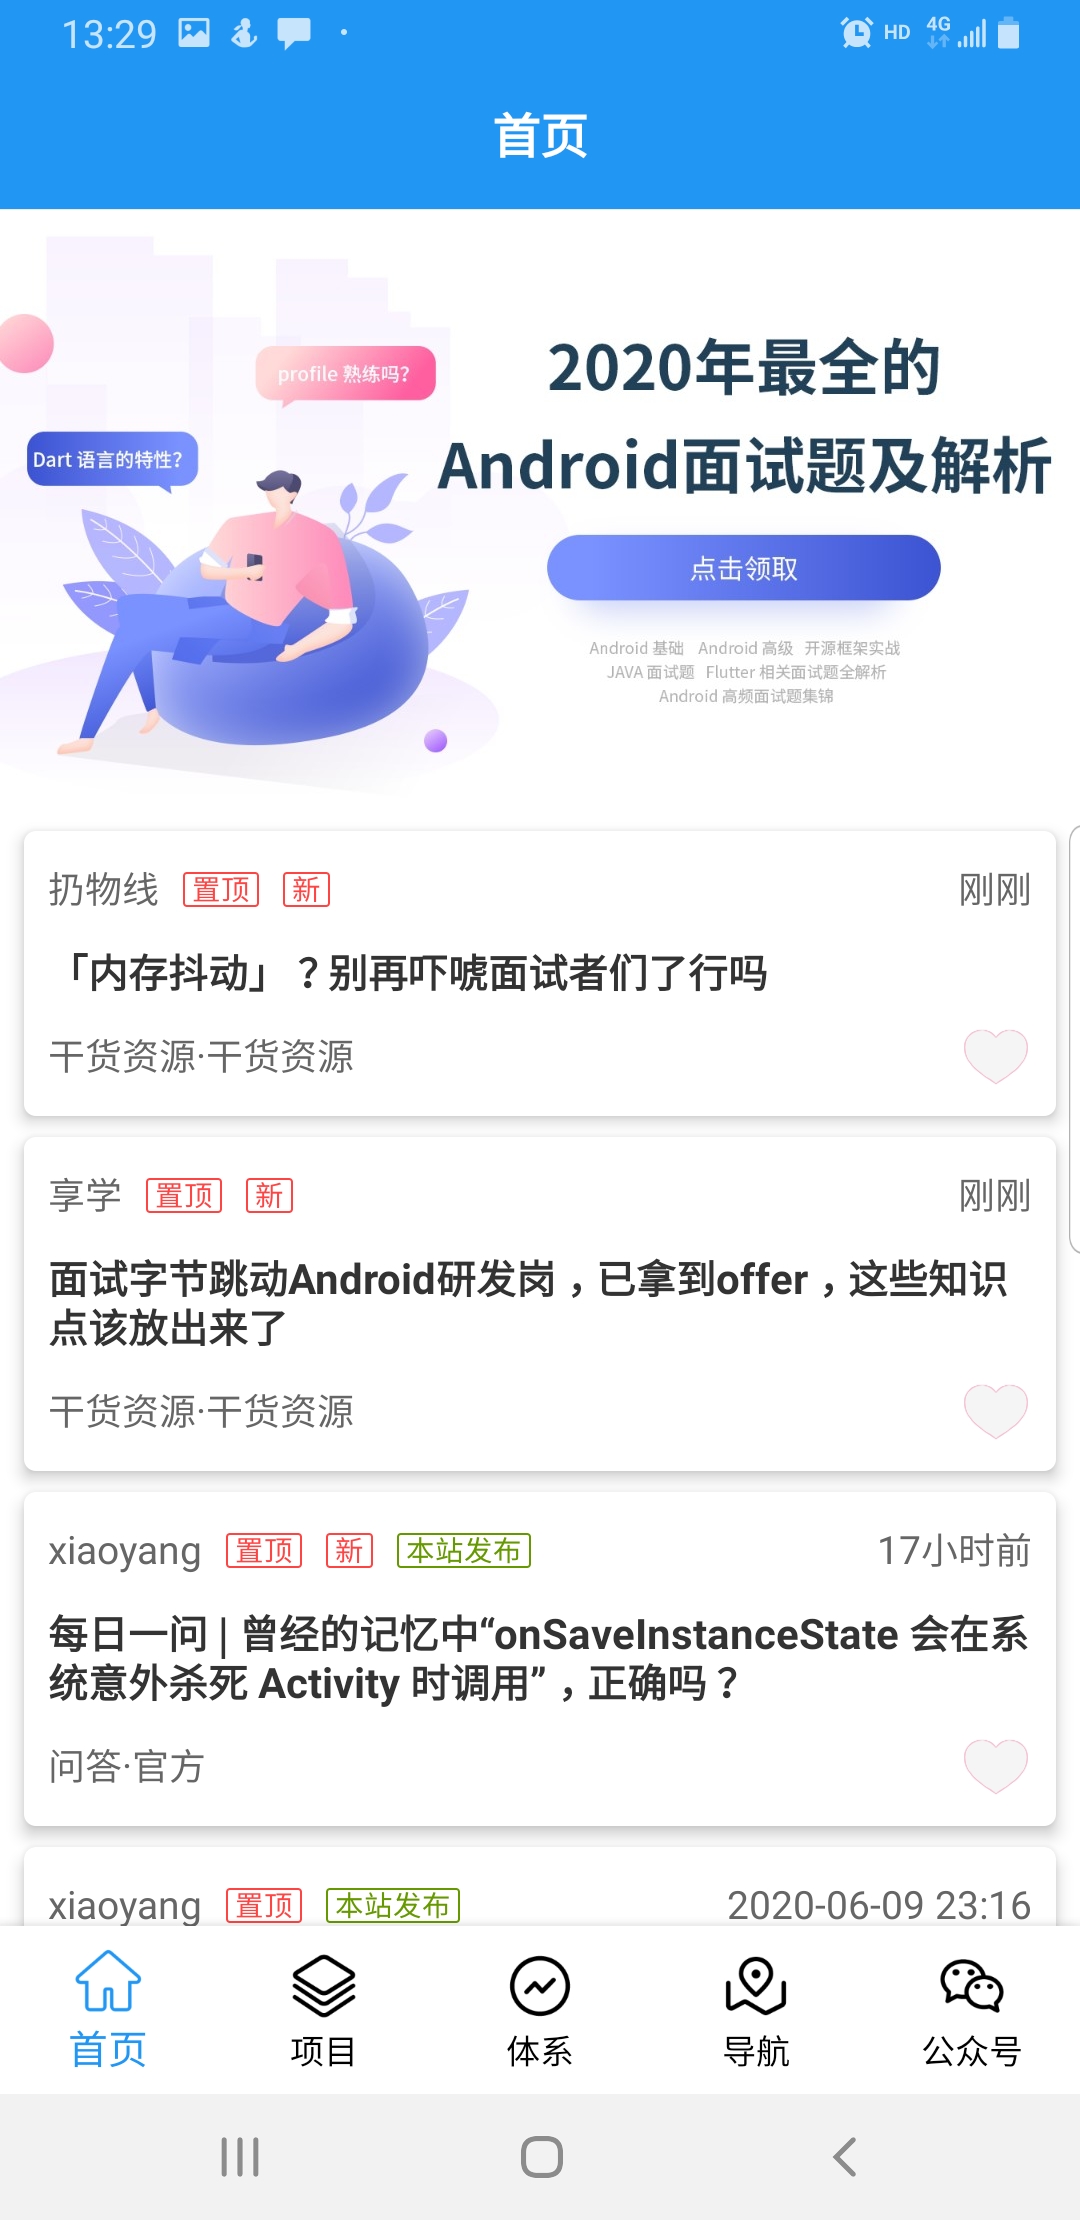 13:29 HD 4G
首页
profile 熟练吗?
Dart 语言的特性?
2020年最全的
Android面试题及解析
点击领取
Android 基础 Android 高级 开源框架实战
JAVA 面试题 Flutter 相关面试题全解析
Android 高频面试题集锦
扔物线 置顶 新 刚刚
「内存抖动」？别再吓唬面试者们了行吗
干货资源·干货资源
享学 置顶 新 刚刚
面试字节跳动Android研发岗，已拿到offer，这些知识
点该放出来了
干货资源·干货资源
xiaoyang 置顶 新 本站发布 17小时前
每日一问 | 曾经的记忆中“onSaveInstanceState 会在系
统意外杀死 Activity 时调用”，正确吗？
问答·官方
xiaoyang 置顶 本站发布 2020-06-09 23:16
首页 项目 体系 导航 公众号